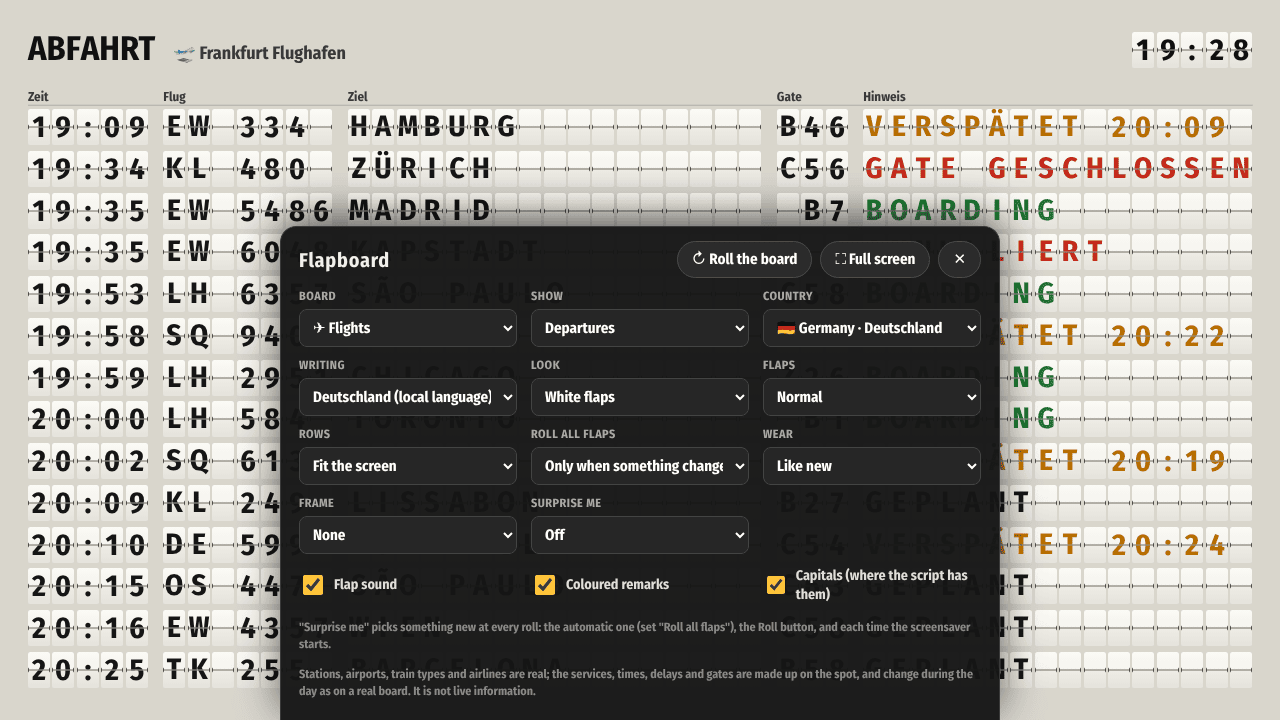 ABFAHRT Frankfurt Flughafen 19:28
Zeit Flug Ziel Gate Hinweis
19:09 EW 334 HAMBURG B46 VERSPÄTET 20:09
19:34 KL 480 ZÜRICH C56 GATE GESCHLOSSEN
19:35 EW 5486 MADRID B7 BOARDING
19:35 EW
19:53 LH
19:58 SQ 20:22
19:59 LH
20:00 LH
20:02 SQ 20:19
20:09 KL
20:10 DE 20:24
20:15 OS
20:16 EW
20:25 TK
Flapboard
↻ Roll the board
⛶ Full screen
✕
BOARD SHOW COUNTRY
✈ Flights Departures Germany · Deutschland
WRITING LOOK FLAPS
Deutschland (local language) White flaps Normal
ROWS ROLL ALL FLAPS WEAR
Fit the screen Only when something change Like new
FRAME SURPRISE ME
None Off
Flap sound Coloured remarks Capitals (where the script has
them)
"Surprise me" picks something new at every roll: the automatic one (set "Roll all flaps"), the Roll button, and each time the screensaver
starts.
Stations, airports, train types and airlines are real; the services, times, delays and gates are made up on the spot, and change during the
day as on a real board. It is not live information.